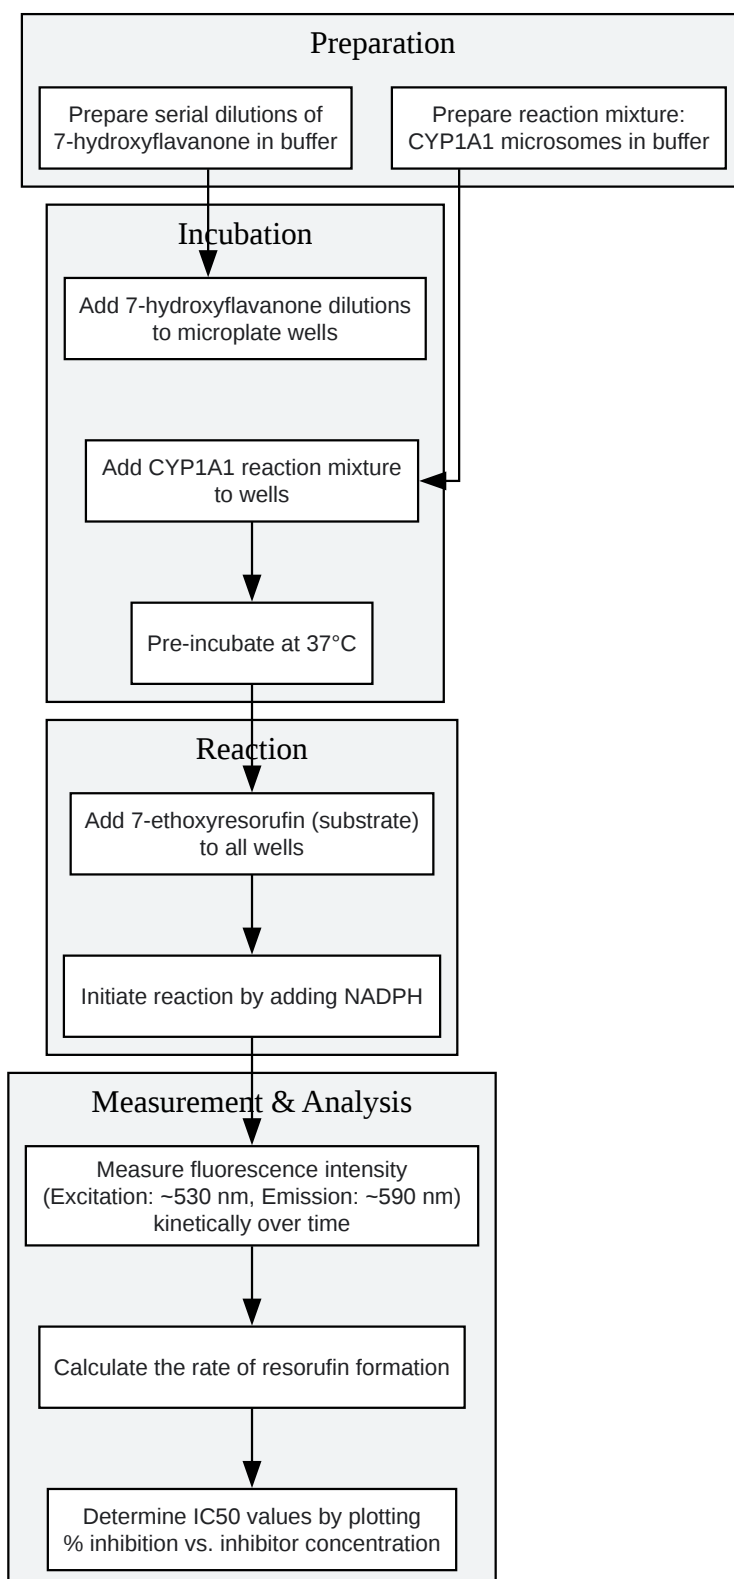 Preparation
Prepare serial dilutions of
7-hydroxyflavanone in buffer
Prepare reaction mixture:
CYP1A1 microsomes in buffer
Incubation
Add 7-hydroxyflavanone dilutions
to microplate wells
Add CYP1A1 reaction mixture
to wells
Pre-incubate at 37°C
Reaction
Add 7-ethoxyresorufin (substrate)
to all wells
Initiate reaction by adding NADPH
Measurement & Analysis
Measure fluorescence intensity
(Excitation: ~530 nm, Emission: ~590 nm)
kinetically over time
Calculate the rate of resorufin formation
Determine IC50 values by plotting
% inhibition vs. inhibitor concentration